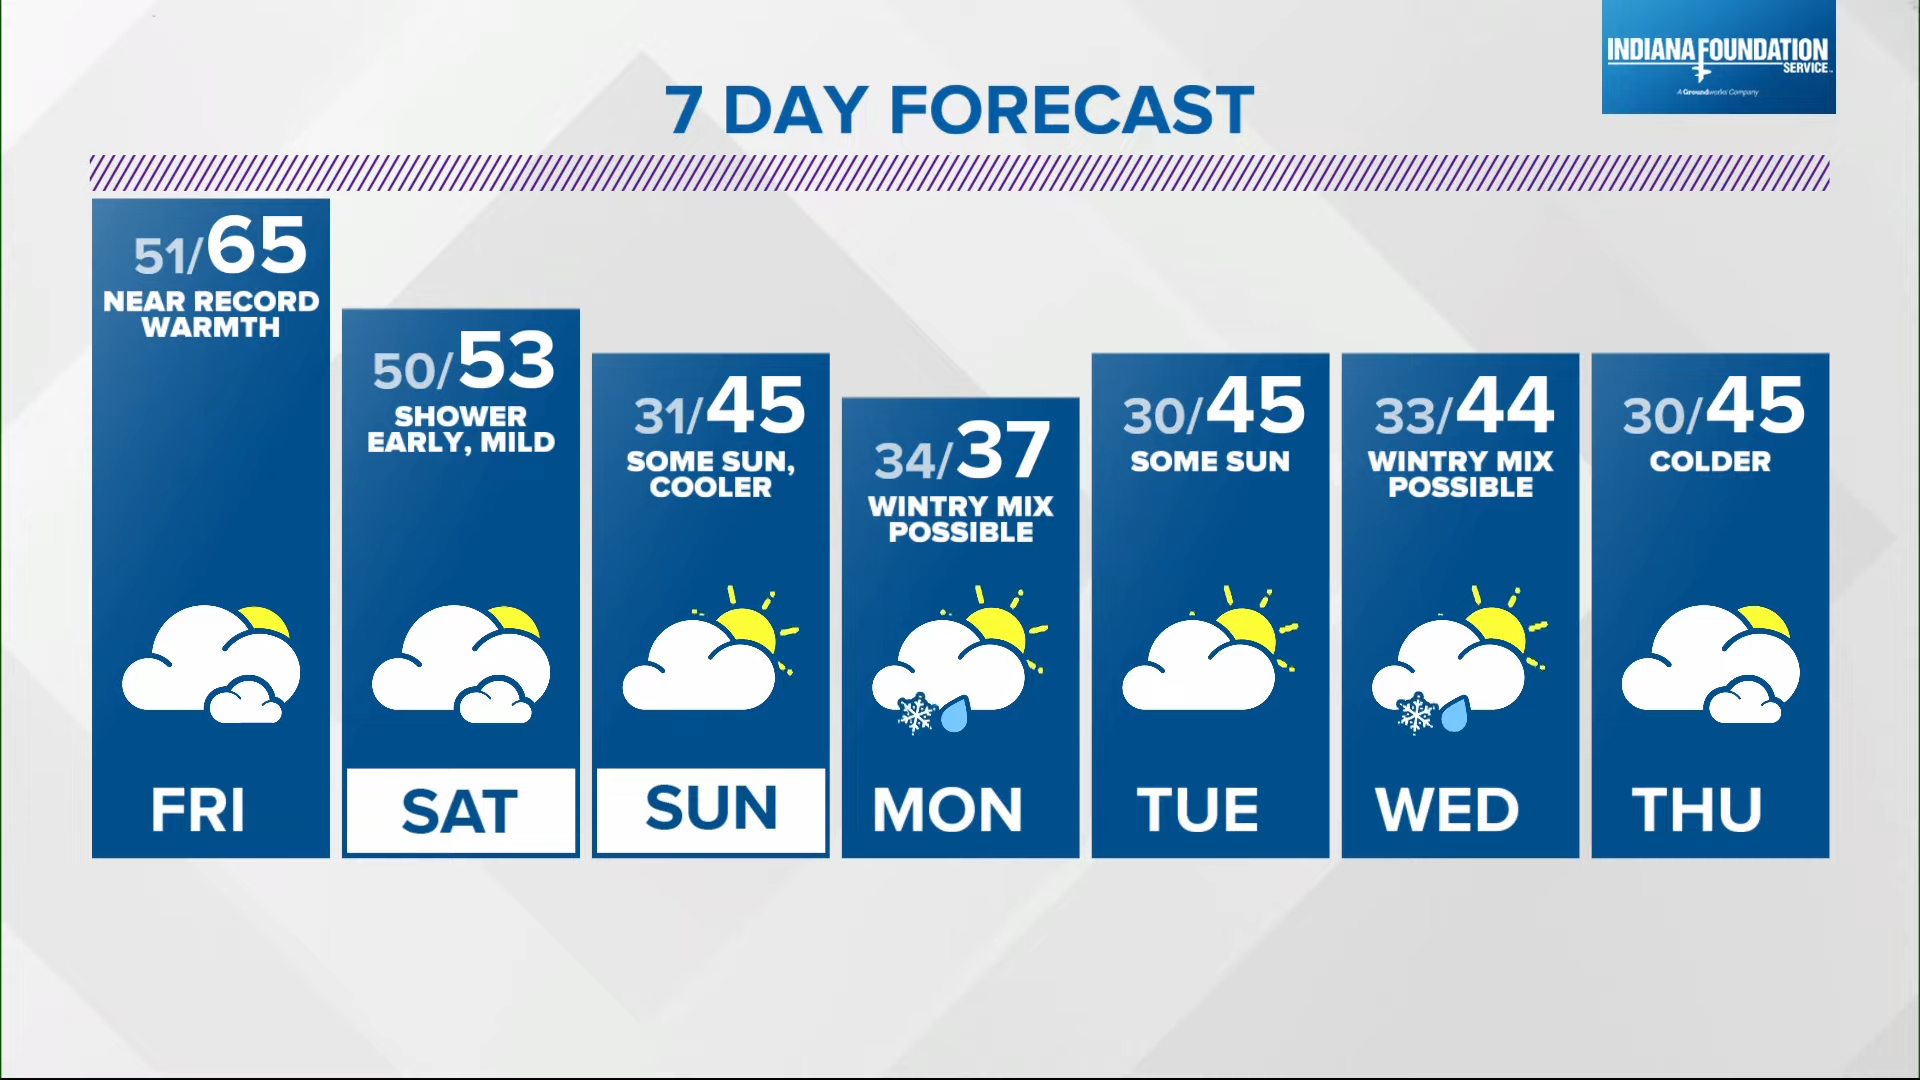 INDIANA FOUNDATION
SERVICE
A Groundworks Company
7 DAY FORECAST
51/65
NEAR RECORD
WARMTH
FRI
50/53
SHOWER
EARLY, MILD
SAT
31/45
SOME SUN,
COOLER
SUN
34/37
WINTRY MIX
POSSIBLE
MON
30/45
SOME SUN
TUE
33/44
WINTRY MIX
POSSIBLE
WED
30/45
COLDER
THU